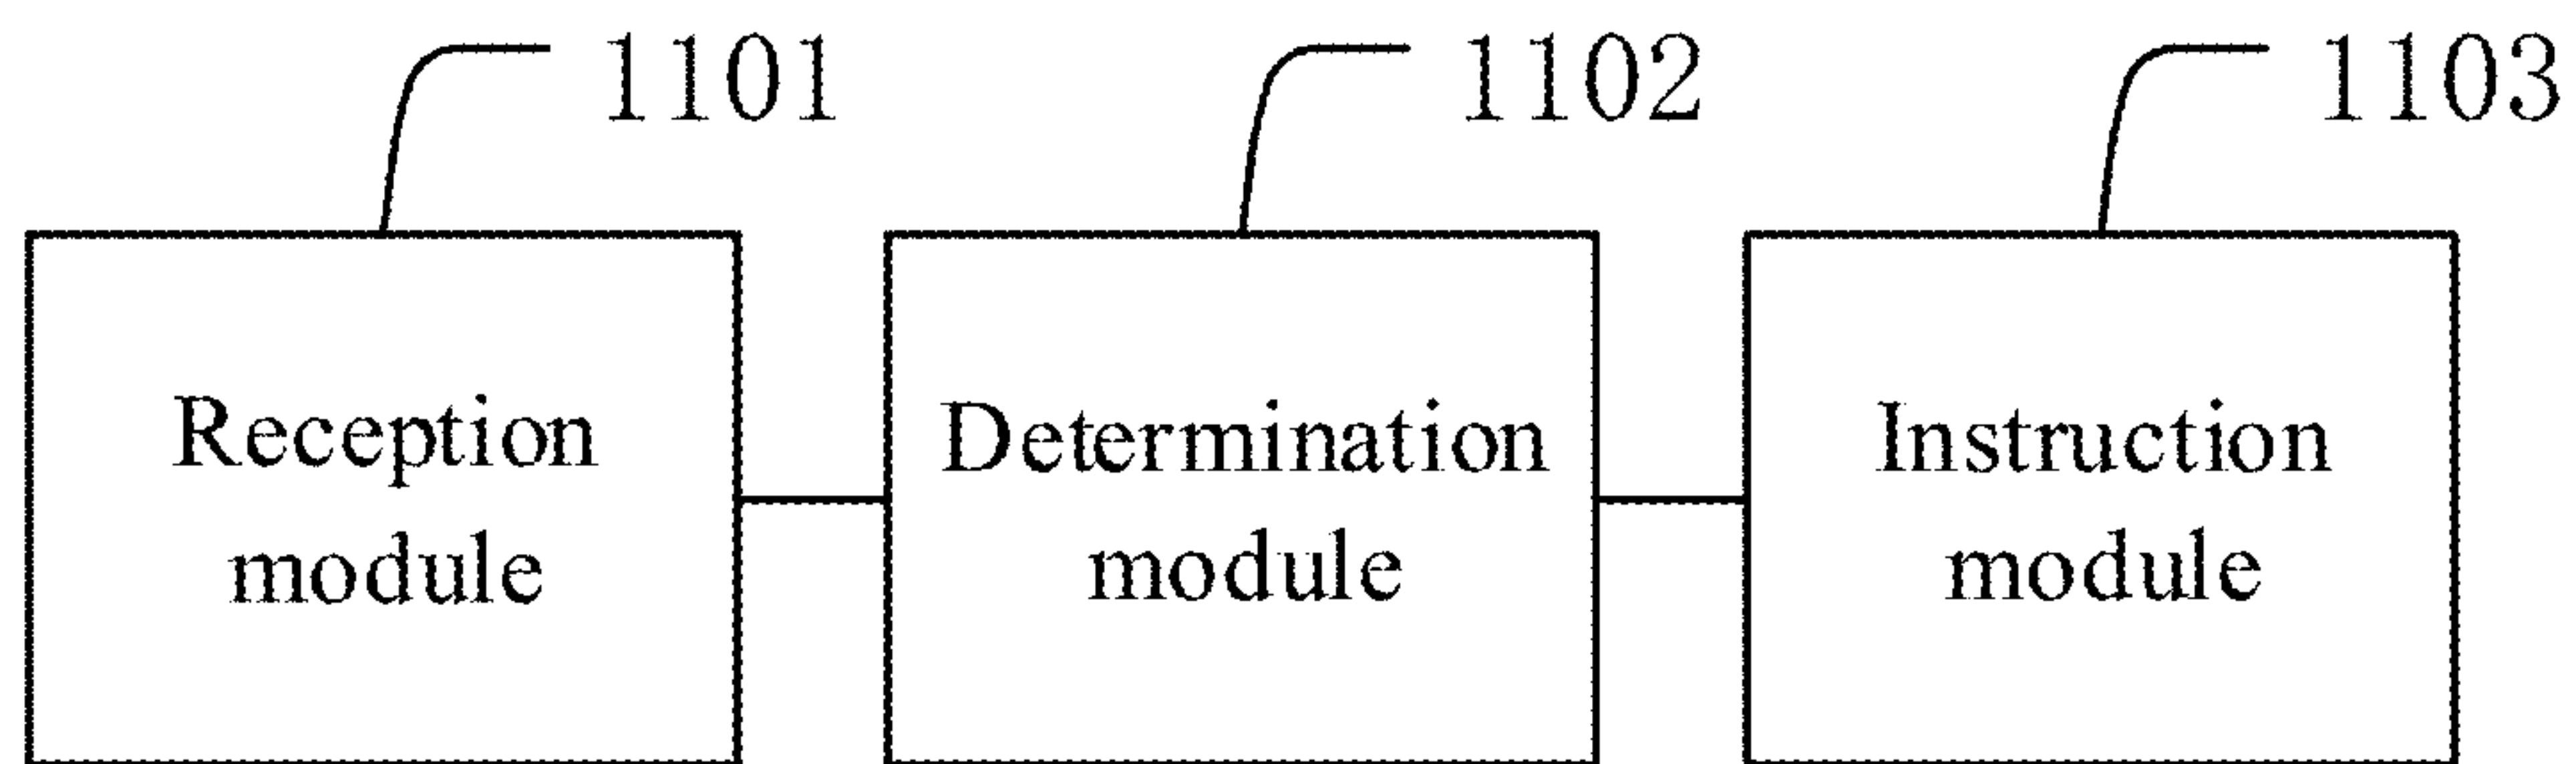 1101
1102
1103
Reception
module
Determination
module
Instruction
module